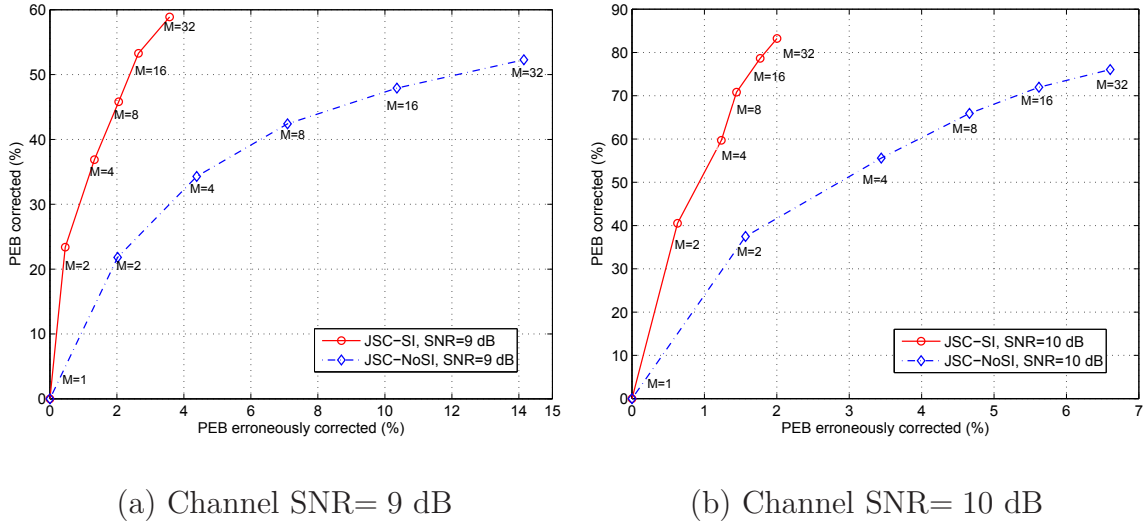 60
50
40
30
20
10
0
PEB corrected (%)
M=32
M=16
M=8
M=4
M=2
M=1
M=2
M=4
M=8
M=16
M=32
JSC−SI, SNR=9 dB
JSC−NoSI, SNR=9 dB
0 2 4 6 8 10 12 14 15
PEB erroneously corrected (%)
(a) Channel SNR= 9 dB
90
80
70
60
50
40
30
20
10
0
PEB corrected (%)
M=32
M=16
M=8
M=4
M=2
M=1
M=2
M=4
M=8
M=16
M=32
JSC−SI, SNR=10 dB
JSC−NoSI, SNR=10 dB
0 1 2 3 4 5 6 7
PEB erroneously corrected (%)
(b) Channel SNR= 10 dB